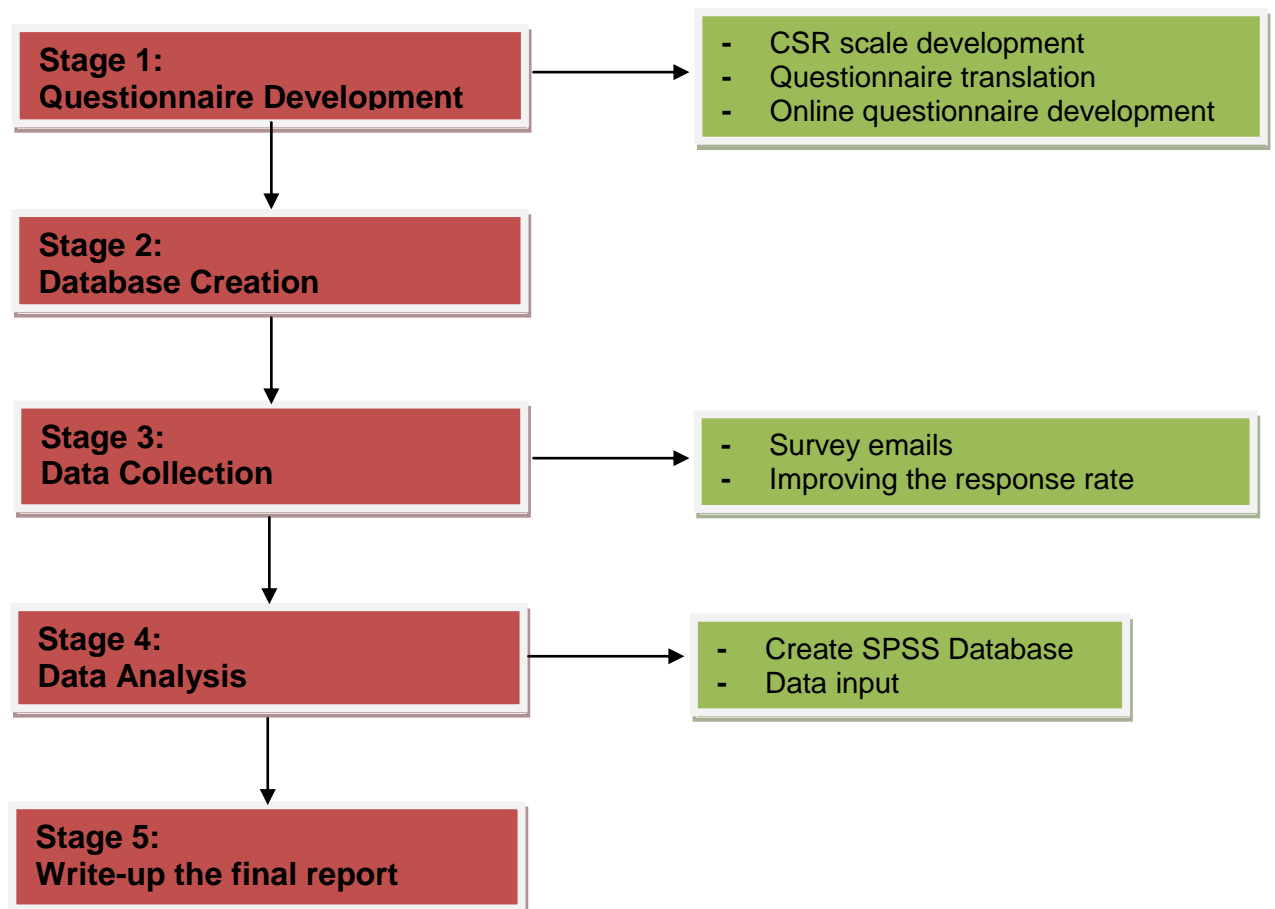 Stage 1:
Questionnaire Development
- CSR scale development
- Questionnaire translation
- Online questionnaire development
Stage 2:
Database Creation
Stage 3:
Data Collection
- Survey emails
- Improving the response rate
Stage 4:
Data Analysis
- Create SPSS Database
- Data input
Stage 5:
Write-up the final report